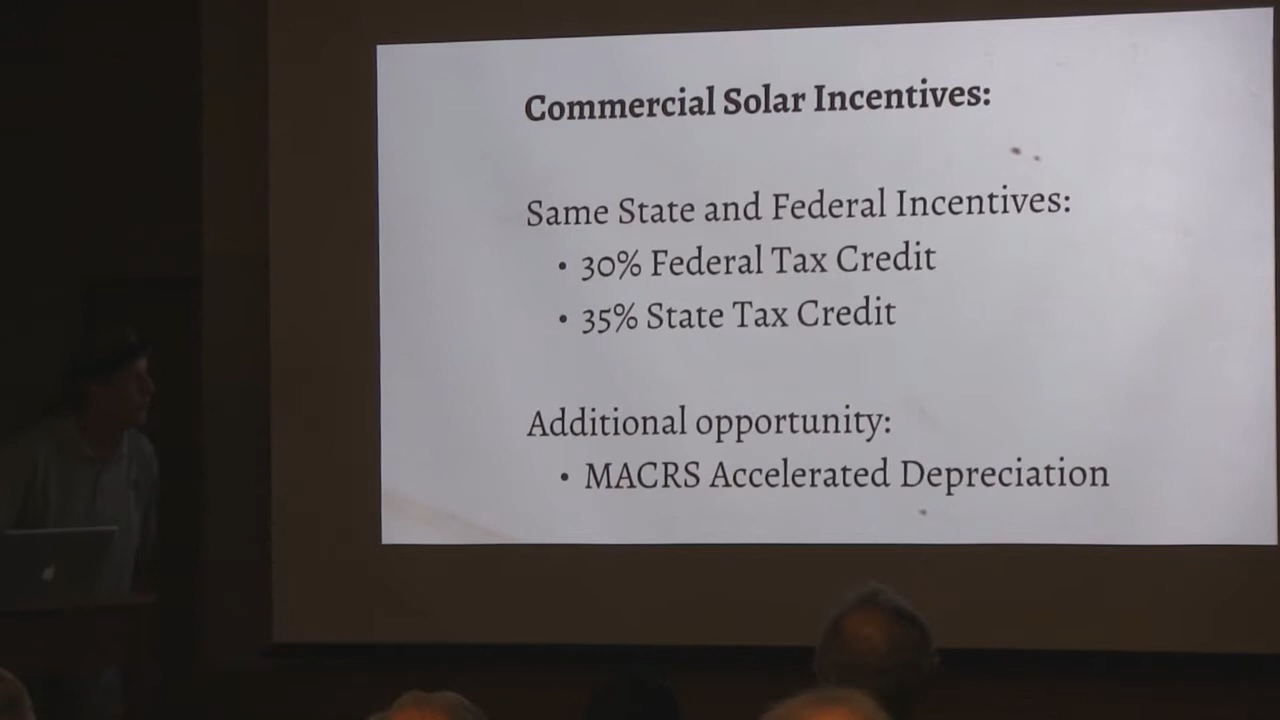 Commercial Solar Incentives:
Same State and Federal Incentives:
• 30% Federal Tax Credit
• 35% State Tax Credit
Additional opportunity:
• MACRS Accelerated Depreciation